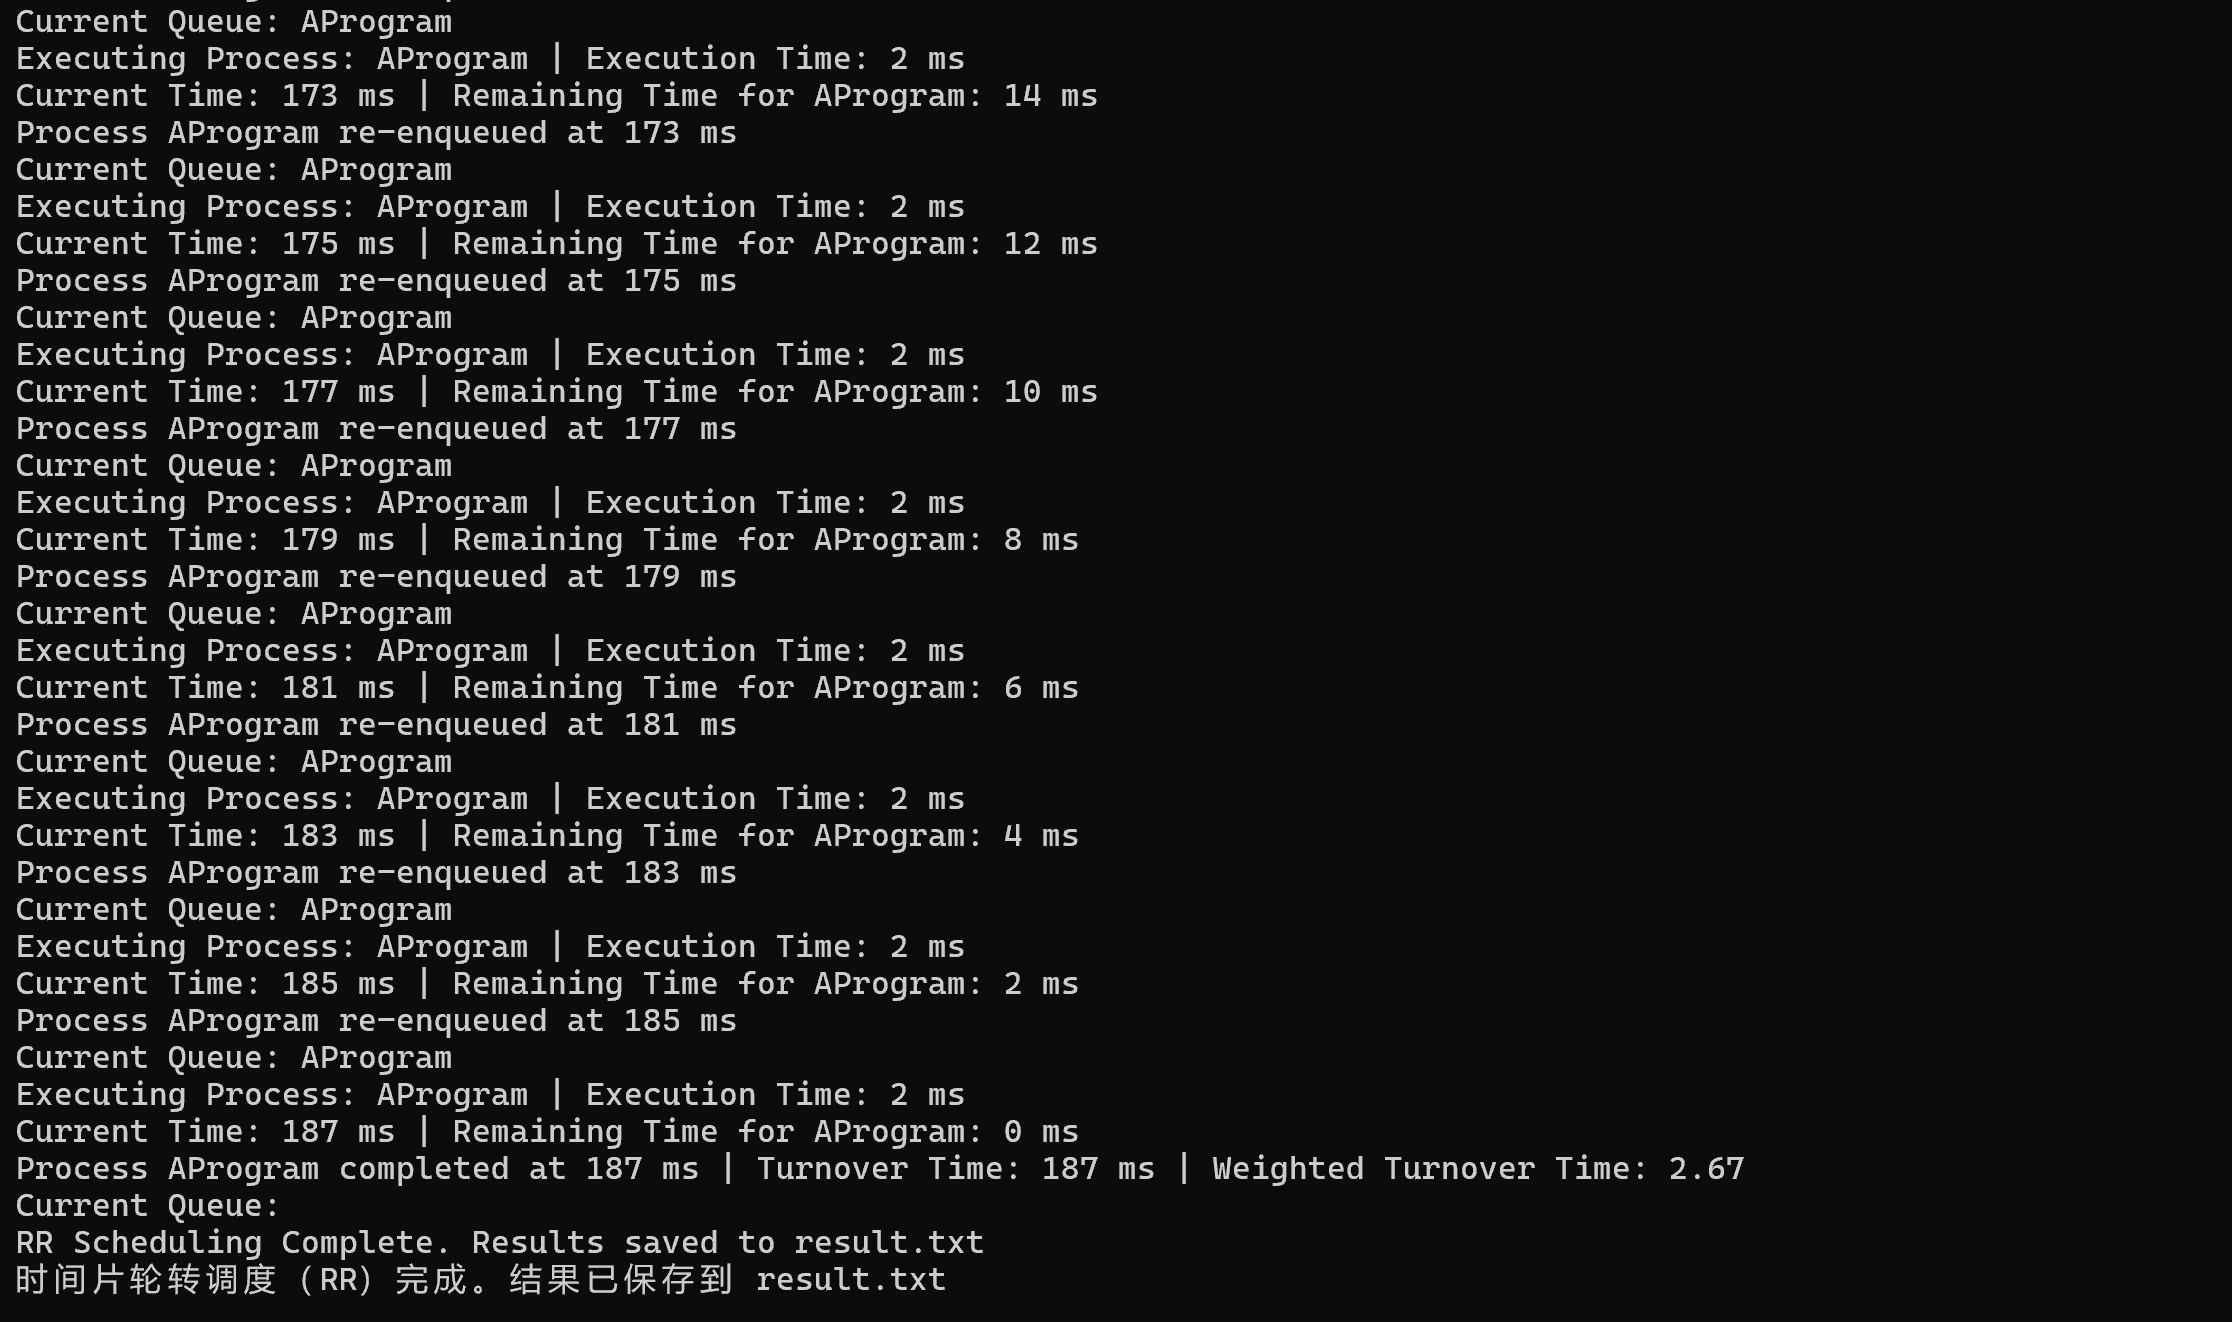 Current Queue: AProgram
Executing Process: AProgram | Execution Time: 2 ms
Current Time: 173 ms | Remaining Time for AProgram: 14 ms
Process AProgram re-enqueued at 173 ms
Current Queue: AProgram
Executing Process: AProgram | Execution Time: 2 ms
Current Time: 175 ms | Remaining Time for AProgram: 12 ms
Process AProgram re-enqueued at 175 ms
Current Queue: AProgram
Executing Process: AProgram | Execution Time: 2 ms
Current Time: 177 ms | Remaining Time for AProgram: 10 ms
Process AProgram re-enqueued at 177 ms
Current Queue: AProgram
Executing Process: AProgram | Execution Time: 2 ms
Current Time: 179 ms | Remaining Time for AProgram: 8 ms
Process AProgram re-enqueued at 179 ms
Current Queue: AProgram
Executing Process: AProgram | Execution Time: 2 ms
Current Time: 181 ms | Remaining Time for AProgram: 6 ms
Process AProgram re-enqueued at 181 ms
Current Queue: AProgram
Executing Process: AProgram | Execution Time: 2 ms
Current Time: 183 ms | Remaining Time for AProgram: 4 ms
Process AProgram re-enqueued at 183 ms
Current Queue: AProgram
Executing Process: AProgram | Execution Time: 2 ms
Current Time: 185 ms | Remaining Time for AProgram: 2 ms
Process AProgram re-enqueued at 185 ms
Current Queue: AProgram
Executing Process: AProgram | Execution Time: 2 ms
Current Time: 187 ms | Remaining Time for AProgram: 0 ms
Process AProgram completed at 187 ms | Turnover Time: 187 ms | Weighted Turnover Time: 2.67
Current Queue:
RR Scheduling Complete. Results saved to result.txt
时间片轮转调度（RR）完成。结果已保存到 result.txt